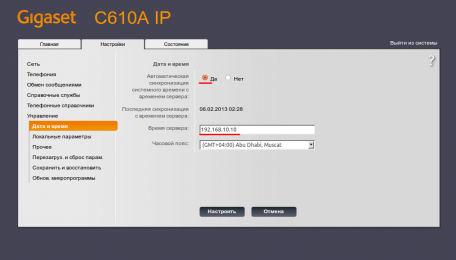 Gigaset C610A IP
Главная Настройки Состояние Выйти из системы
?
Сеть
Телефония
Обмен сообщениями
Справочные службы
Телефонные справочники
Управление
Дата и время
Локальные параметры
Прочее
Перезагруз. и сброс парам.
Сохранить и восстановить
Обнов. микропрограммы
Дата и время
Автоматическая
синхронизация
системного времени с
временем сервера:
Да Нет
Последняя синхронизация
с временем сервера:
06.02.2013 02:28
Время сервера: 192.168.10.10
Часовой пояс: (GMT+04:00) Abu Dhabi, Muscat
Настроить Отмена